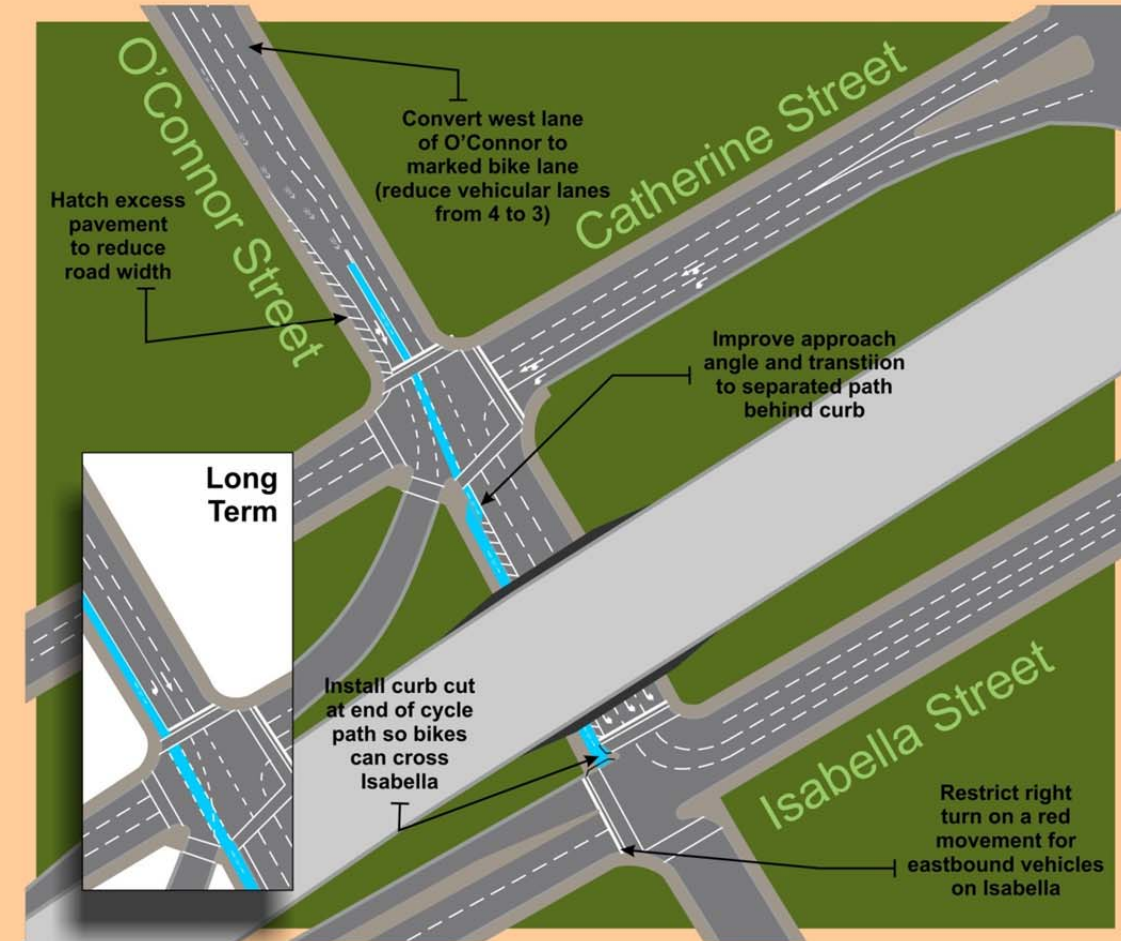 O'Connor Street
Convert west lane
of O'Connor to
marked bike lane
(reduce vehicular lanes
from 4 to 3)
Catherine Street
Hatch excess
pavement
to reduce
road width
Improve approach
angle and transtiion
to separated path
behind curb
Long
Term
Install curb cut
at end of cycle
path so bikes
can cross
Isabella
Isabella Street
Restrict right
turn on a red
movement for
eastbound vehicles
on Isabella